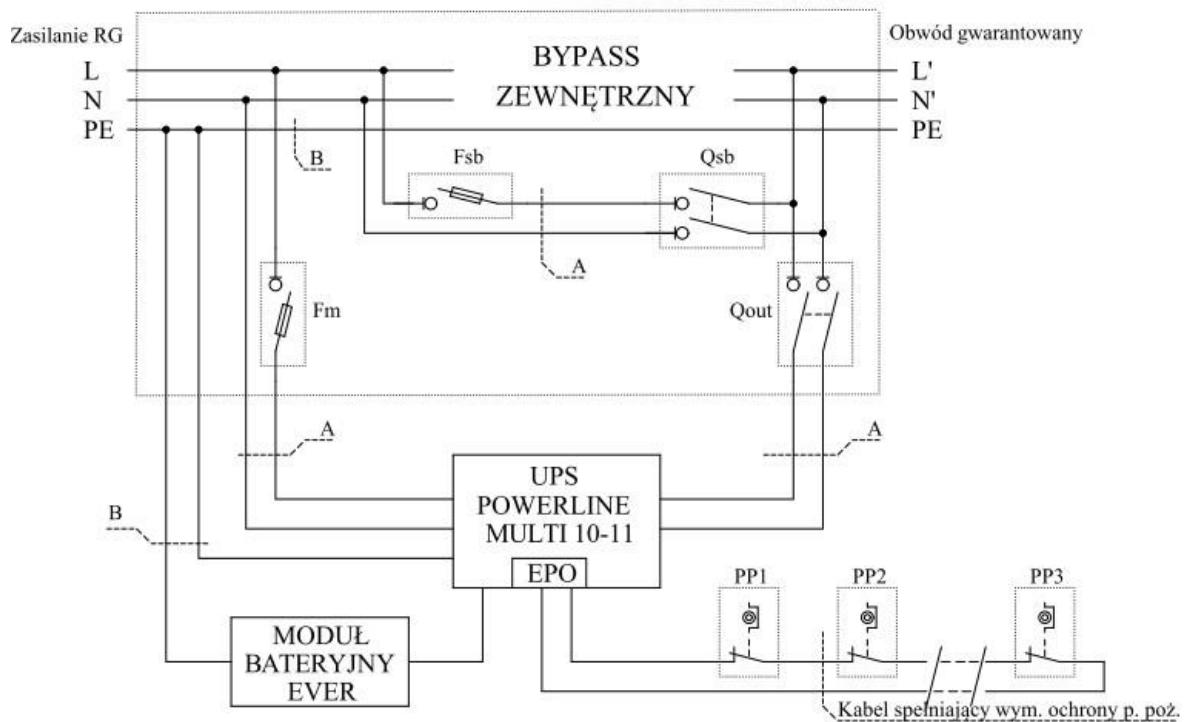 Zasilanie RG
Obwód gwarantowany
L
BYPASS
L'
N
ZEWNĘTRZNY
N'
PE
PE
B
Fsb
Qsb
A
Fm
Qout
A
A
UPS
POWERLINE
MULTI 10-11
B
EPO
PP1
PP2
PP3
MODUŁ
BATERYJNY
EVER
Kabel spełniający wym. ochrony p. poż.